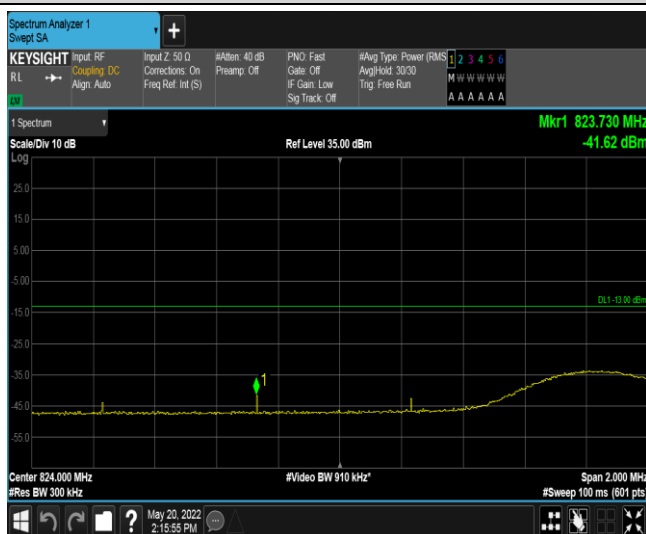 Spectrum Analyzer 1
Swept SA
+
KEYSIGHT
RL
Input: RF
Coupling: DC
Align: Auto
Input Z: 50 Ω
Corrections: On
Freq Ref: Int (S)
#Atten: 40 dB
Preamp: Off
PNO: Fast
Gate: Off
IF Gain: Low
Sig Track: Off
#Avg Type: Power (RMS
Avg|Hold: 30/30
Trig: Free Run
1 2 3 4 5 6
M W W W W W
A A A A A A
1 Spectrum
Mkr1 823.730 MHz
-41.62 dBm
Scale/Div 10 dB
Ref Level 35.00 dBm
Log
25.0
15.0
5.00
-5.00
DL1 -13.00 dBm
-15.0
-25.0
-35.0
1
-45.0
-55.0
Center 824.000 MHz
#Video BW 910 kHz*
Span 2.000 MHz
#Res BW 300 kHz
#Sweep 100 ms (601 pts)
?
May 20, 2022
2:15:55 PM